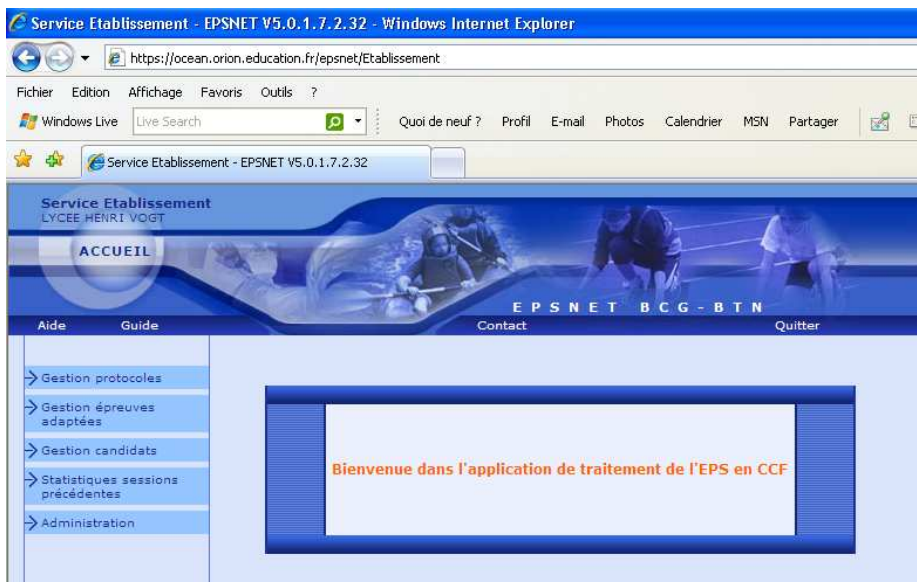 Service Etablissement - EPSNET V5.0.1.7.2.32 - Windows Internet Explorer
https://ocean.orion.education.fr/epsnet/Etablissement
Fichier Edition Affichage Favoris Outils ?
Windows Live Live Search Quoi de neuf ? Profil E-mail Photos Calendrier MSN Partager
Service Etablissement - EPSNET V5.0.1.7.2.32
Service Etablissement
LYCEE HENRI VOGT
ACCUEIL
EPSNET BCG-BTN
Aide Guide Contact Quitter
Gestion protocoles
Gestion épreuves
adaptées
Gestion candidats
Statistiques sessions
précédentes
Administration
Bienvenue dans l'application de traitement de l'EPS en CCF